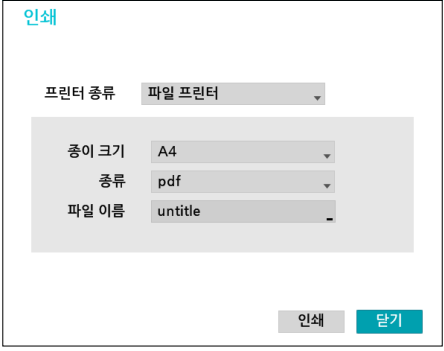 인쇄
프린터 종류 파일 프린터
종이 크기 A4
종류 pdf
파일 이름 untitle
인쇄 닫기